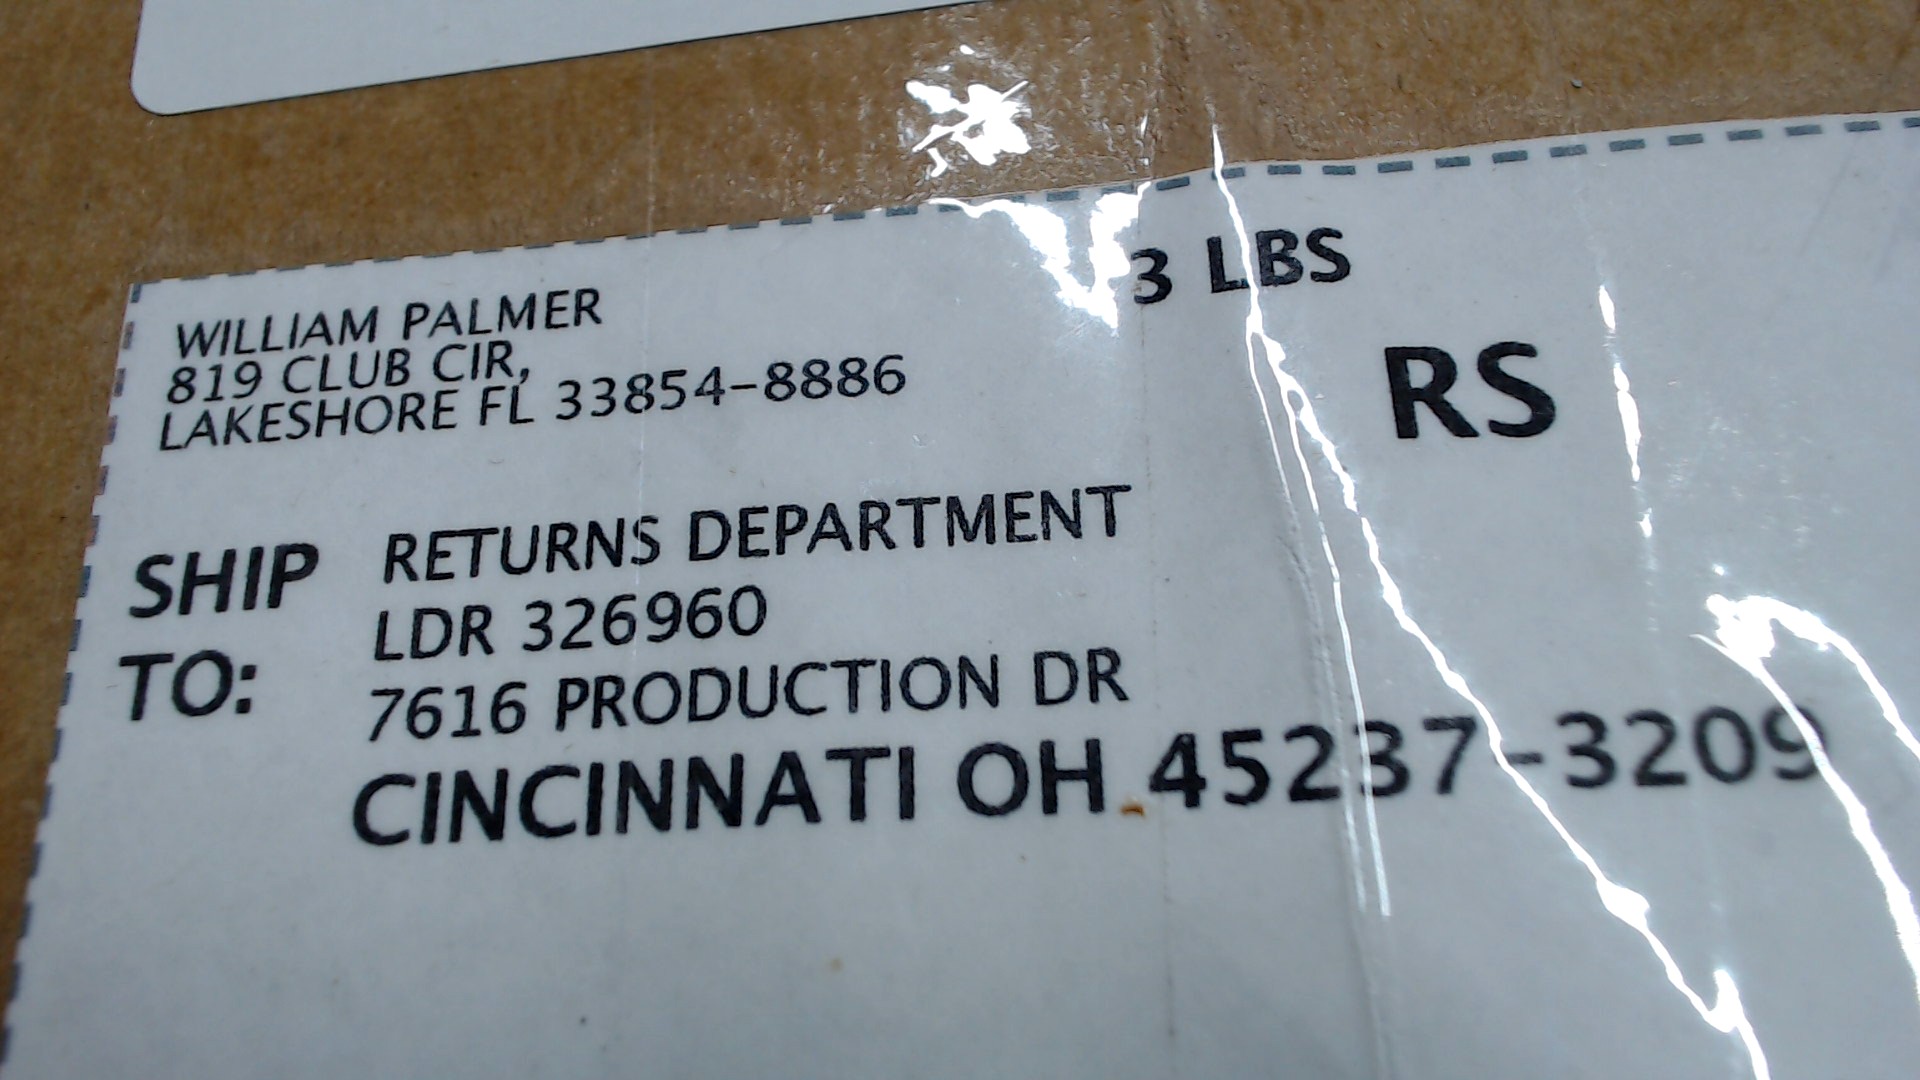 WILLIAM PALMER
819 CLUB CIR,
LAKESHORE FL 33854-8886
3 LBS
RS
SHIP TO:
RETURNS DEPARTMENT
LDR 326960
7616 PRODUCTION DR
CINCINNATI OH 45237-3209